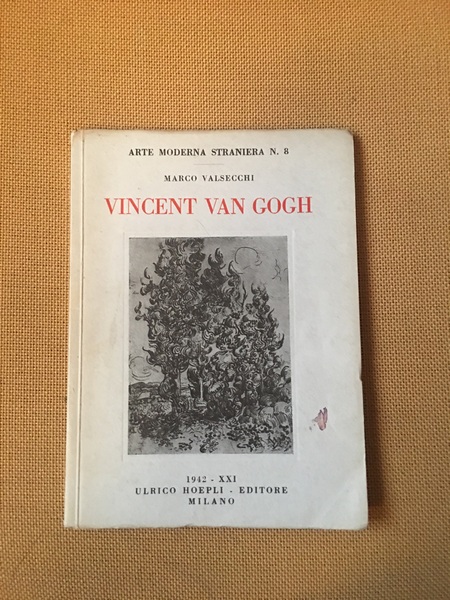 ARTE MODERNA STRANIERA N. 8
MARCO VALSECCHI
VINCENT VAN GOGH
1942 - XXI
ULRICO HOEPLI - EDITORE
MILANO